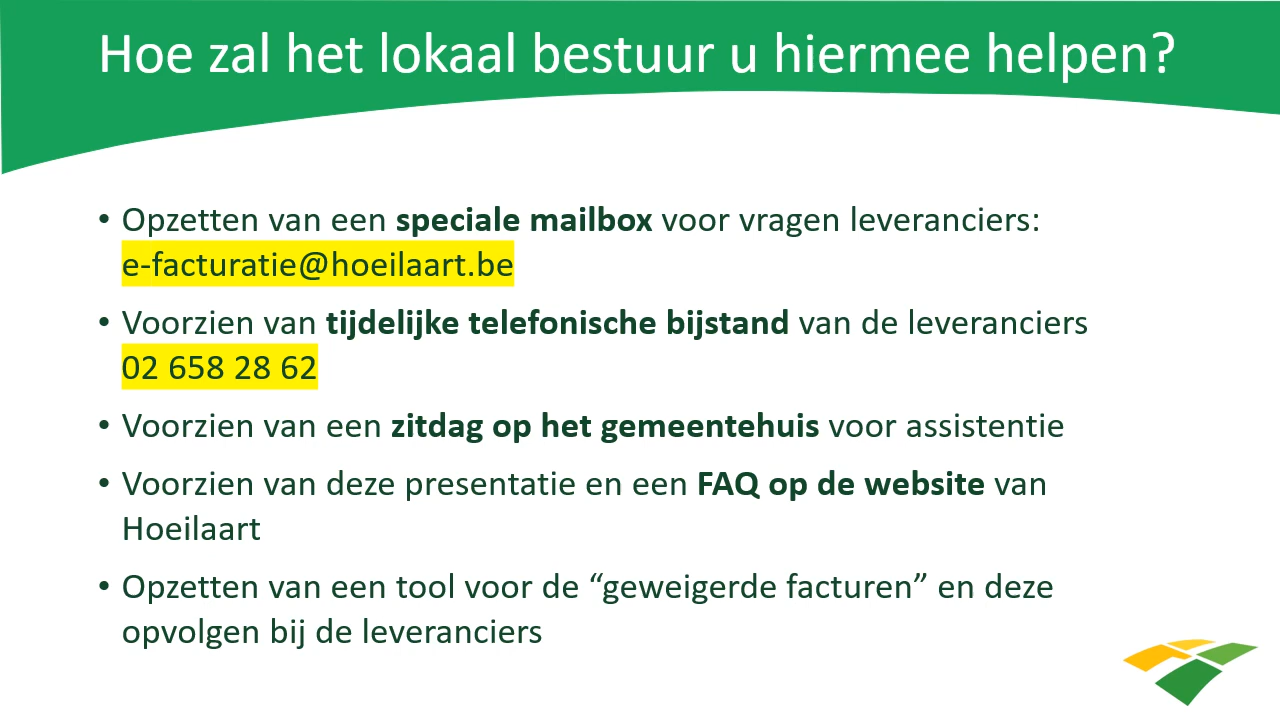 Hoe zal het lokaal bestuur u hiermee helpen?
• Opzetten van een speciale mailbox voor vragen leveranciers:
e-facturatie@hoeilaart.be
• Voorzien van tijdelijke telefonische bijstand van de leveranciers
02 658 28 62
• Voorzien van een zitdag op het gemeentehuis voor assistentie
• Voorzien van deze presentatie en een FAQ op de website van
Hoeilaart
• Opzetten van een tool voor de “geweigerde facturen” en deze
opvolgen bij de leveranciers